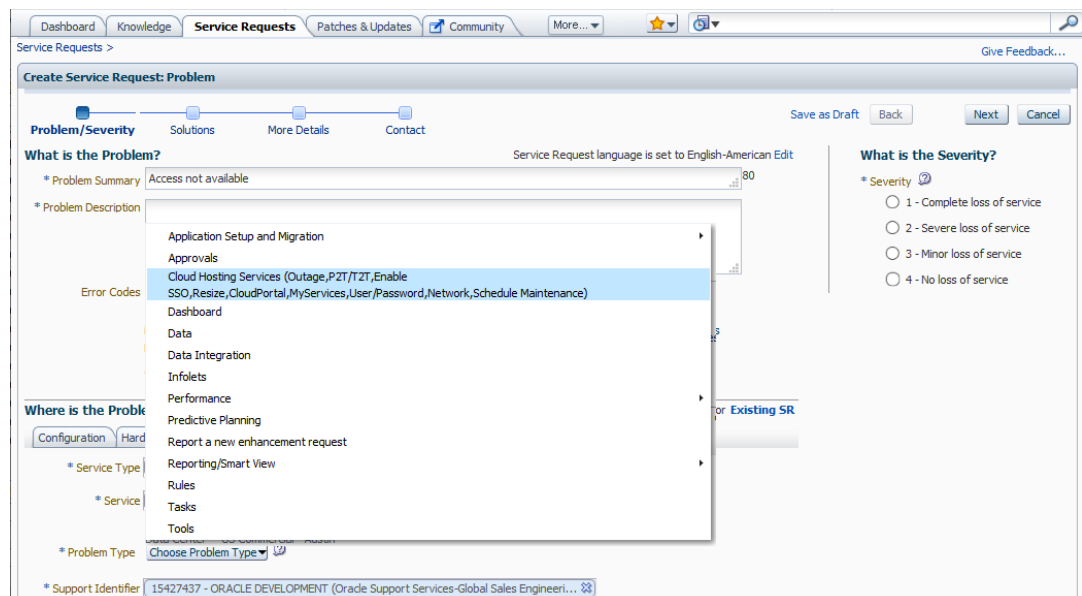 Dashboard Knowledge Service Requests Patches & Updates Community More...
Service Requests >
Give Feedback...
Create Service Request: Problem
Save as Draft Back Next Cancel
Problem/Severity Solutions More Details Contact
What is the Problem? Service Request language is set to English-American Edit
* Problem Summary Access not available 80
* Problem Description
Error Codes
Application Setup and Migration
Approvals
Cloud Hosting Services (Outage,P2T/T2T,Enable
SSO,Resize,CloudPortal,MyServices,User/Password,Network,Schedule Maintenance)
Dashboard
Data
Data Integration
Infolets
Performance
Predictive Planning
Report a new enhancement request
Reporting/Smart View
Rules
Tasks
Tools
What is the Severity?
* Severity
1 - Complete loss of service
2 - Severe loss of service
3 - Minor loss of service
4 - No loss of service
Where is the Proble or Existing SR
Configuration Hard
* Service Type
* Service
* Problem Type Choose Problem Type
* Support Identifier 15427437 - ORACLE DEVELOPMENT (Oracle Support Services-Global Sales Engineeri...